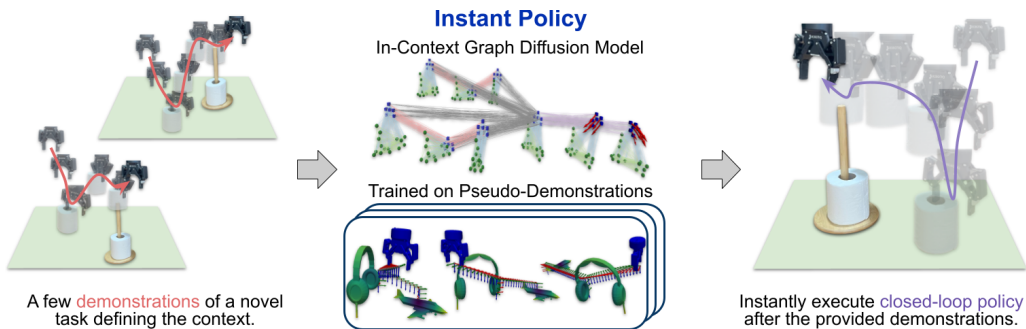 Instant Policy
In-Context Graph Diffusion Model
Trained on Pseudo-Demonstrations
A few demonstrations of a novel
task defining the context.
Instantly execute closed-loop policy
after the provided demonstrations.